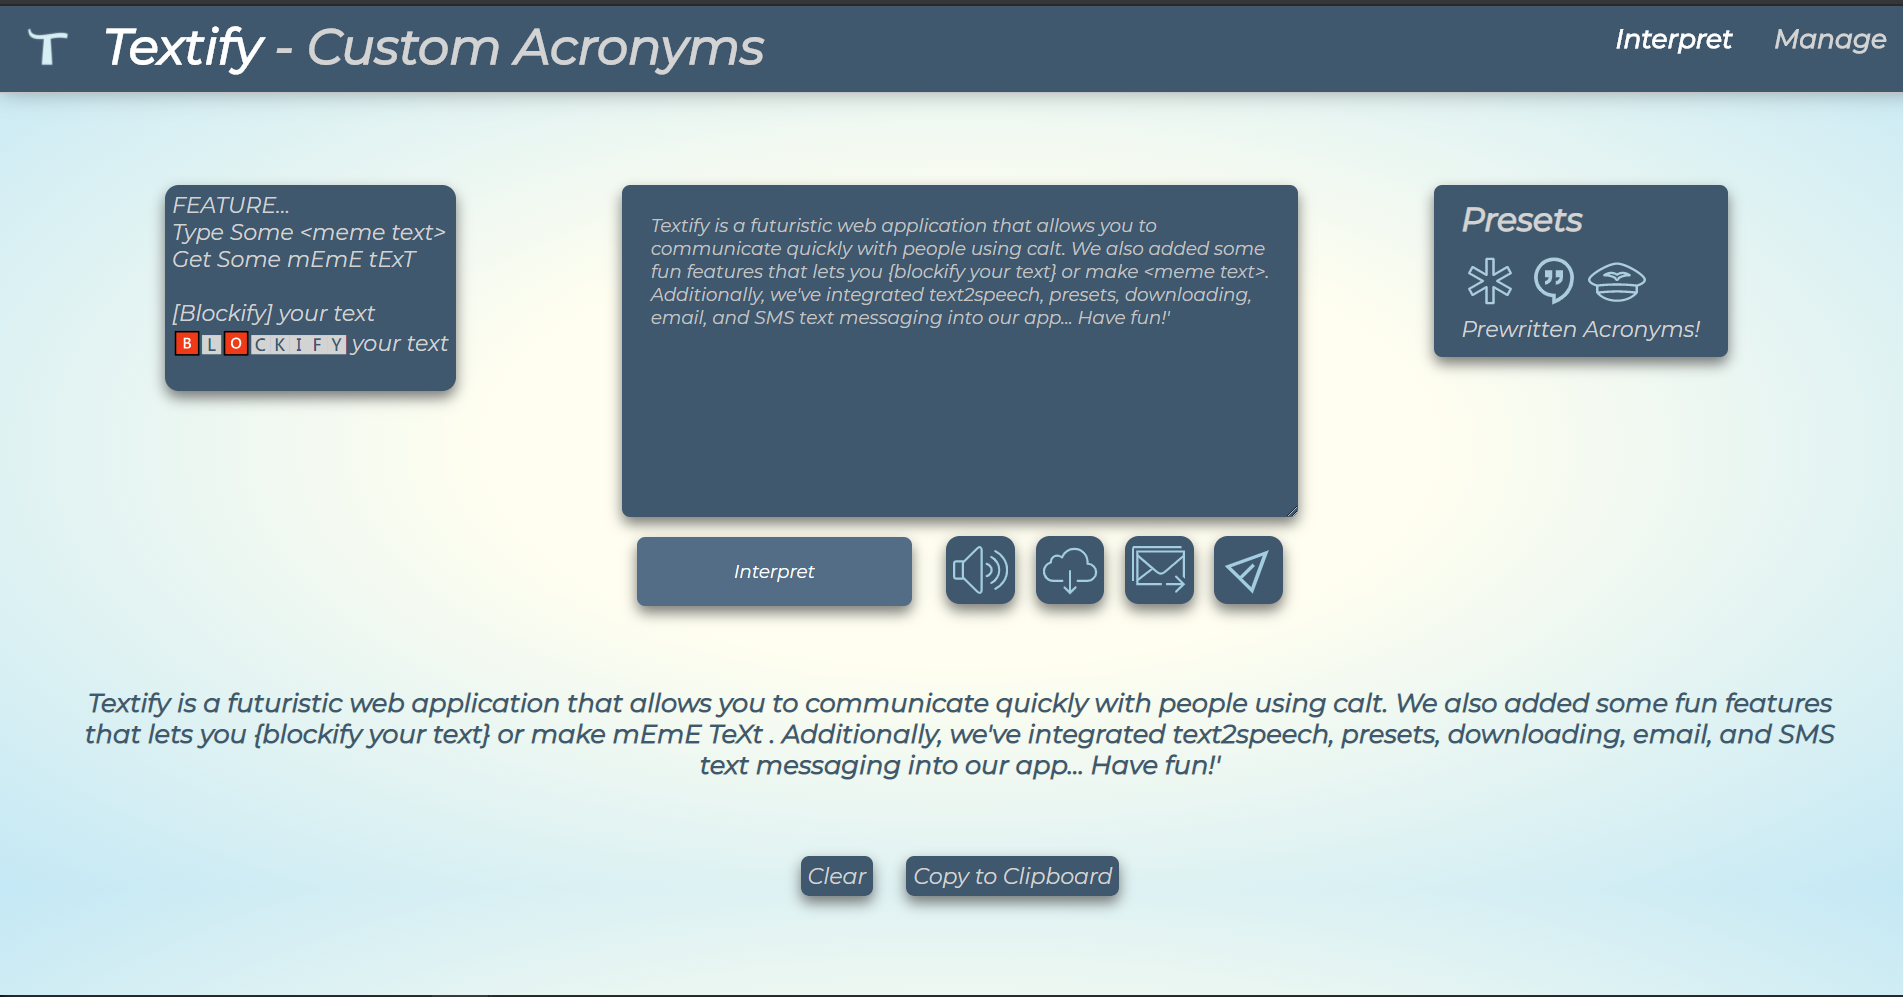 Textify - Custom Acronyms
Interpret
Manage
FEATURE...
Type Some <meme text>
Get Some mEmE tExT
[Blockify] your text
B L O C K I F Y your text
Textify is a futuristic web application that allows you to
communicate quickly with people using calt. We also added some
fun features that lets you {blockify your text} or make <meme text>.
Additionally, we've integrated text2speech, presets, downloading,
email, and SMS text messaging into our app... Have fun!'
Presets
Prewritten Acronyms!
Interpret
Textify is a futuristic web application that allows you to communicate quickly with people using calt. We also added some fun features
that lets you {blockify your text} or make mEmE TeXt . Additionally, we've integrated text2speech, presets, downloading, email, and SMS
text messaging into our app... Have fun!'
Clear
Copy to Clipboard